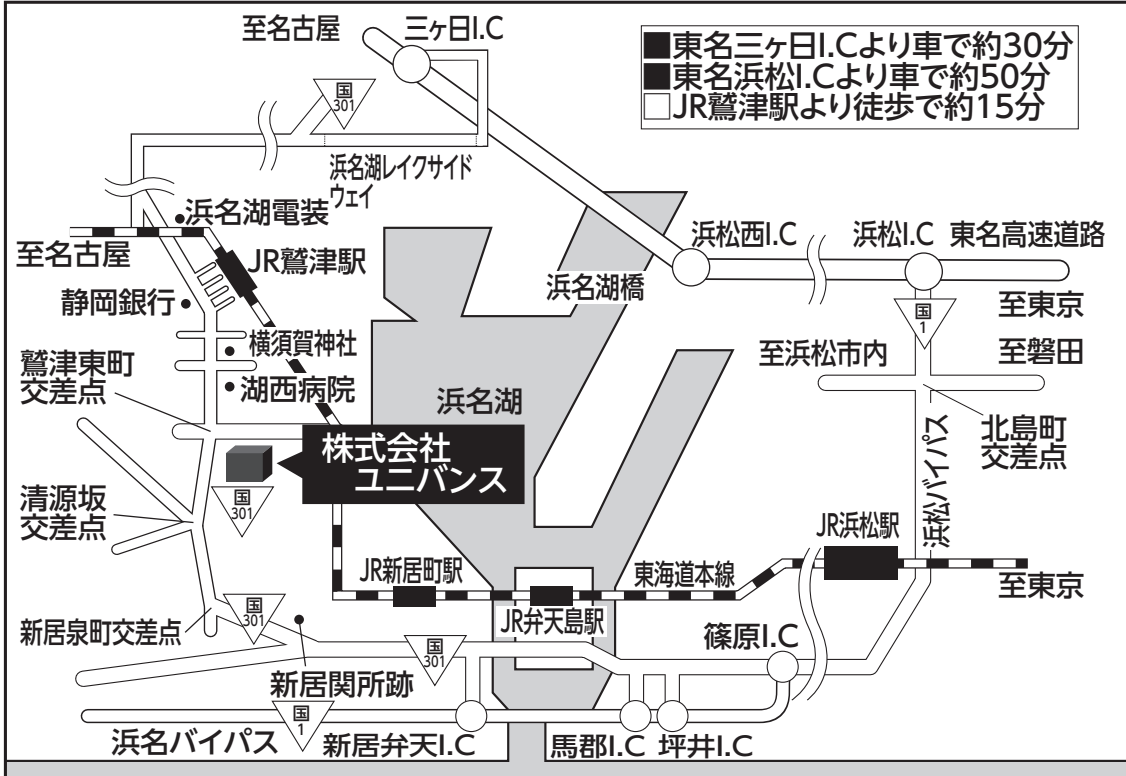 至名古屋
三ヶ日I.C
■東名三ヶ日I.Cより車で約30分
■東名浜松I.Cより車で約50分
□JR鷲津駅より徒歩で約15分
国
301
浜名湖レイクサイド
ウェイ
浜名湖電装
至名古屋
JR鷲津駅
浜松西I.C
浜松I.C
東名高速道路
浜名湖橋
静岡銀行
至東京
国
1
横須賀神社
至浜松市内
至磐田
鷲津東町
交差点
湖西病院
浜名湖
北島町
交差点
株式会社
ユニバンス
浜松バイパス
国
301
清源坂
交差点
JR浜松駅
JR新居町駅
東海道本線
至東京
JR弁天島駅
新居泉町交差点
国
301
国
301
篠原I.C
新居関所跡
国
1
浜名バイパス
新居弁天I.C
馬郡I.C
坪井I.C